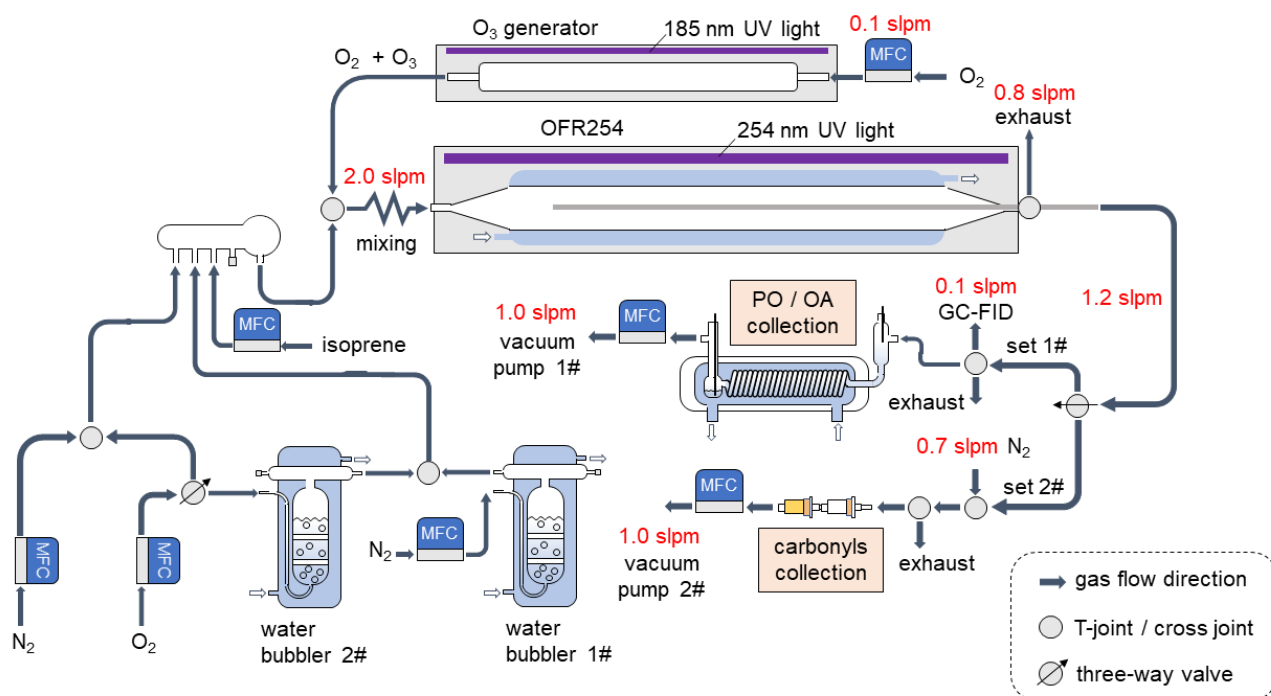 O3 generator
185 nm UV light
0.1 slpm
MFC
O2 + O3
O2
0.8 slpm
exhaust
OFR254
254 nm UV light
2.0 slpm
mixing
MFC
isoprene
1.0 slpm
vacuum
pump 1#
MFC
PO / OA
collection
0.1 slpm
GC-FID
set 1#
exhaust
1.2 slpm
0.7 slpm N2
set 2#
MFC
1.0 slpm
vacuum
pump 2#
carbonyls
collection
exhaust
MFC
N2
MFC
O2
water
bubbler 2#
N2
MFC
water
bubbler 1#
gas flow direction
T-joint / cross joint
three-way valve